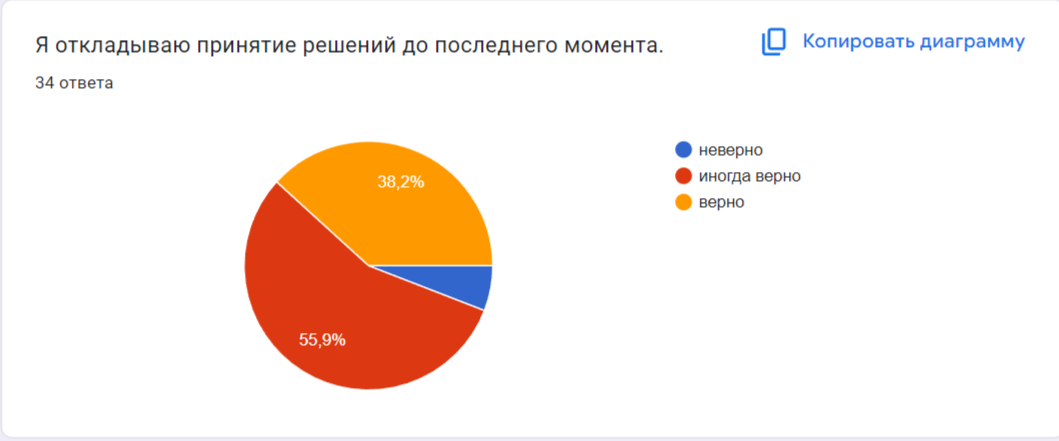 Я откладываю принятие решений до последнего момента.
Копировать диаграмму
34 ответа
неверно
иногда верно
верно
38,2%
55,9%